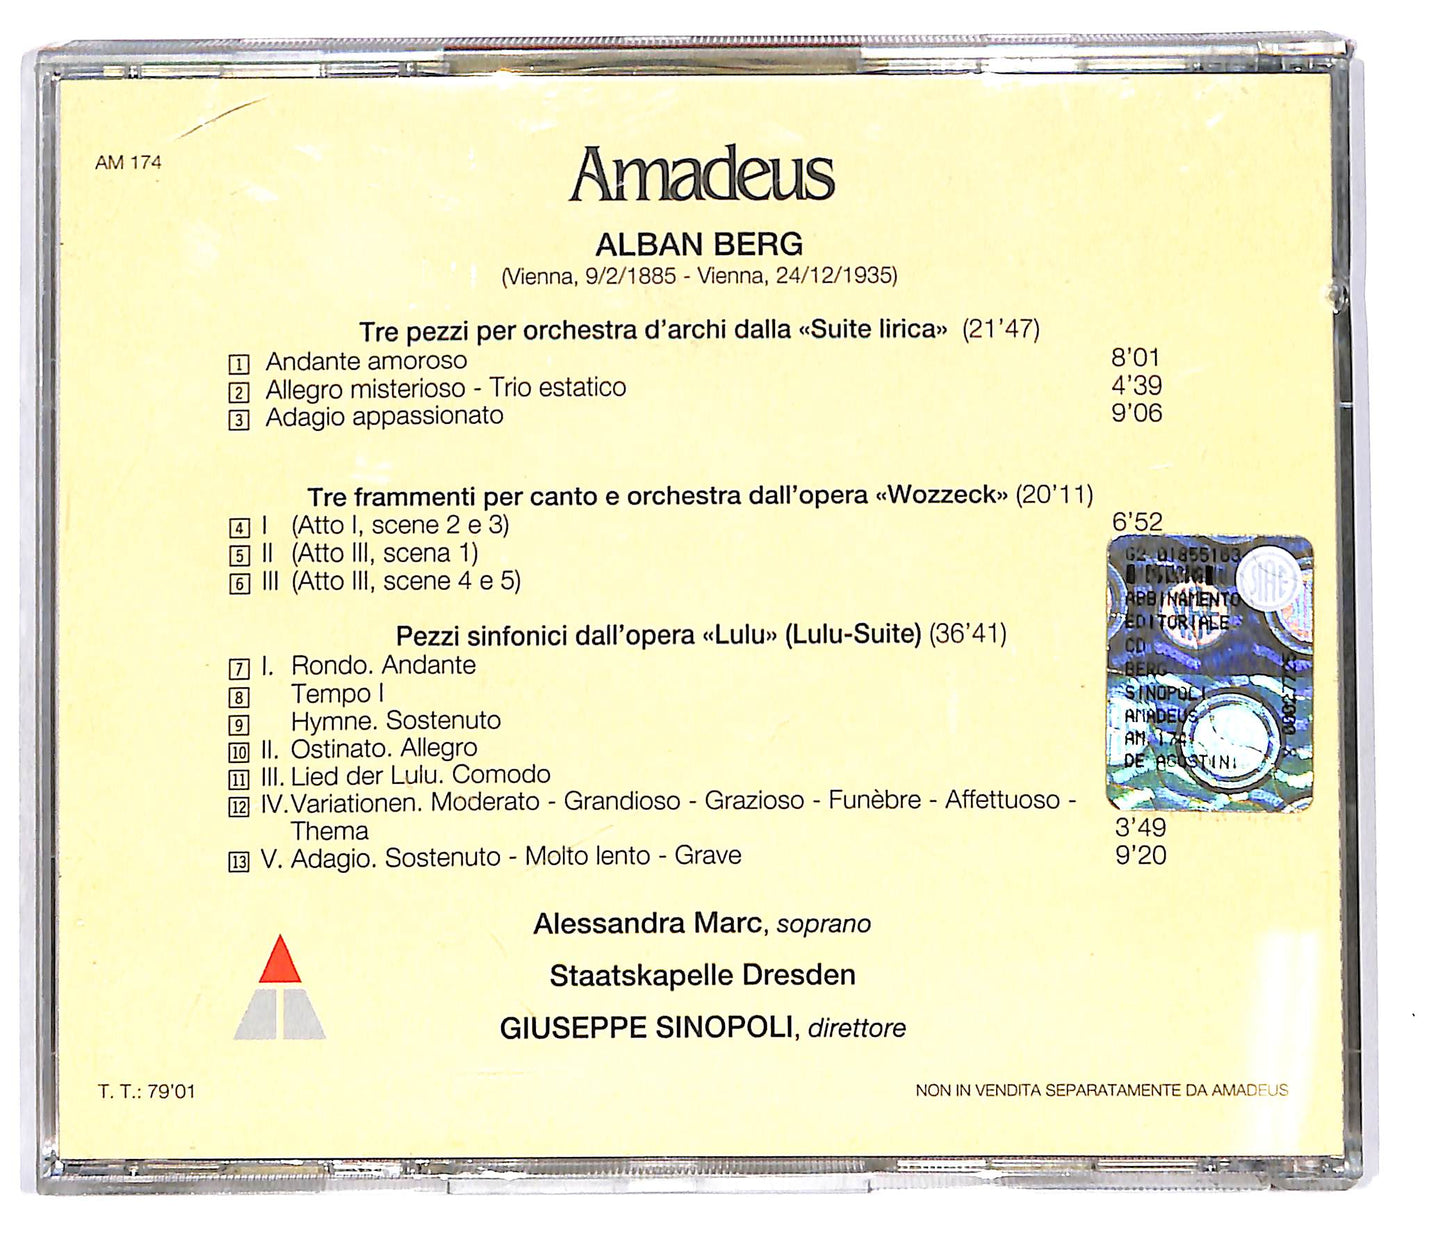 AM 174
Amadeus
ALBAN BERG
(Vienna, 9/2/1885 - Vienna, 24/12/1935)
Tre pezzi per orchestra d'archi dalla «Suite lirica» (21'47)
1 Andante amoroso 8'01
2 Allegro misterioso - Trio estatico 4'39
3 Adagio appassionato 9'06
Tre frammenti per canto e orchestra dall'opera «Wozzeck» (20'11)
4 I (Atto I, scene 2 e 3) 6'52
5 II (Atto III, scena 1)
6 III (Atto III, scene 4 e 5)
Pezzi sinfonici dall'opera «Lulu» (Lulu-Suite) (36'41)
7 I. Rondo. Andante
8 Tempo I
9 Hymne. Sostenuto
10 II. Ostinato. Allegro
11 III. Lied der Lulu. Comodo
12 IV. Variationen. Moderato - Grandioso - Grazioso - Funèbre - Affettuoso -
Thema 3'49
13 V. Adagio. Sostenuto - Molto lento - Grave 9'20
G2 01855163
SIAE
ABBINAMENTO
EDITORIALE
CD
BERG
SINOPOLI
AMADEUS
AM 174
DE AGOSTINI
Alessandra Marc, soprano
Staatskapelle Dresden
GIUSEPPE SINOPOLI, direttore
T. T.: 79'01
NON IN VENDITA SEPARATAMENTE DA AMADEUS